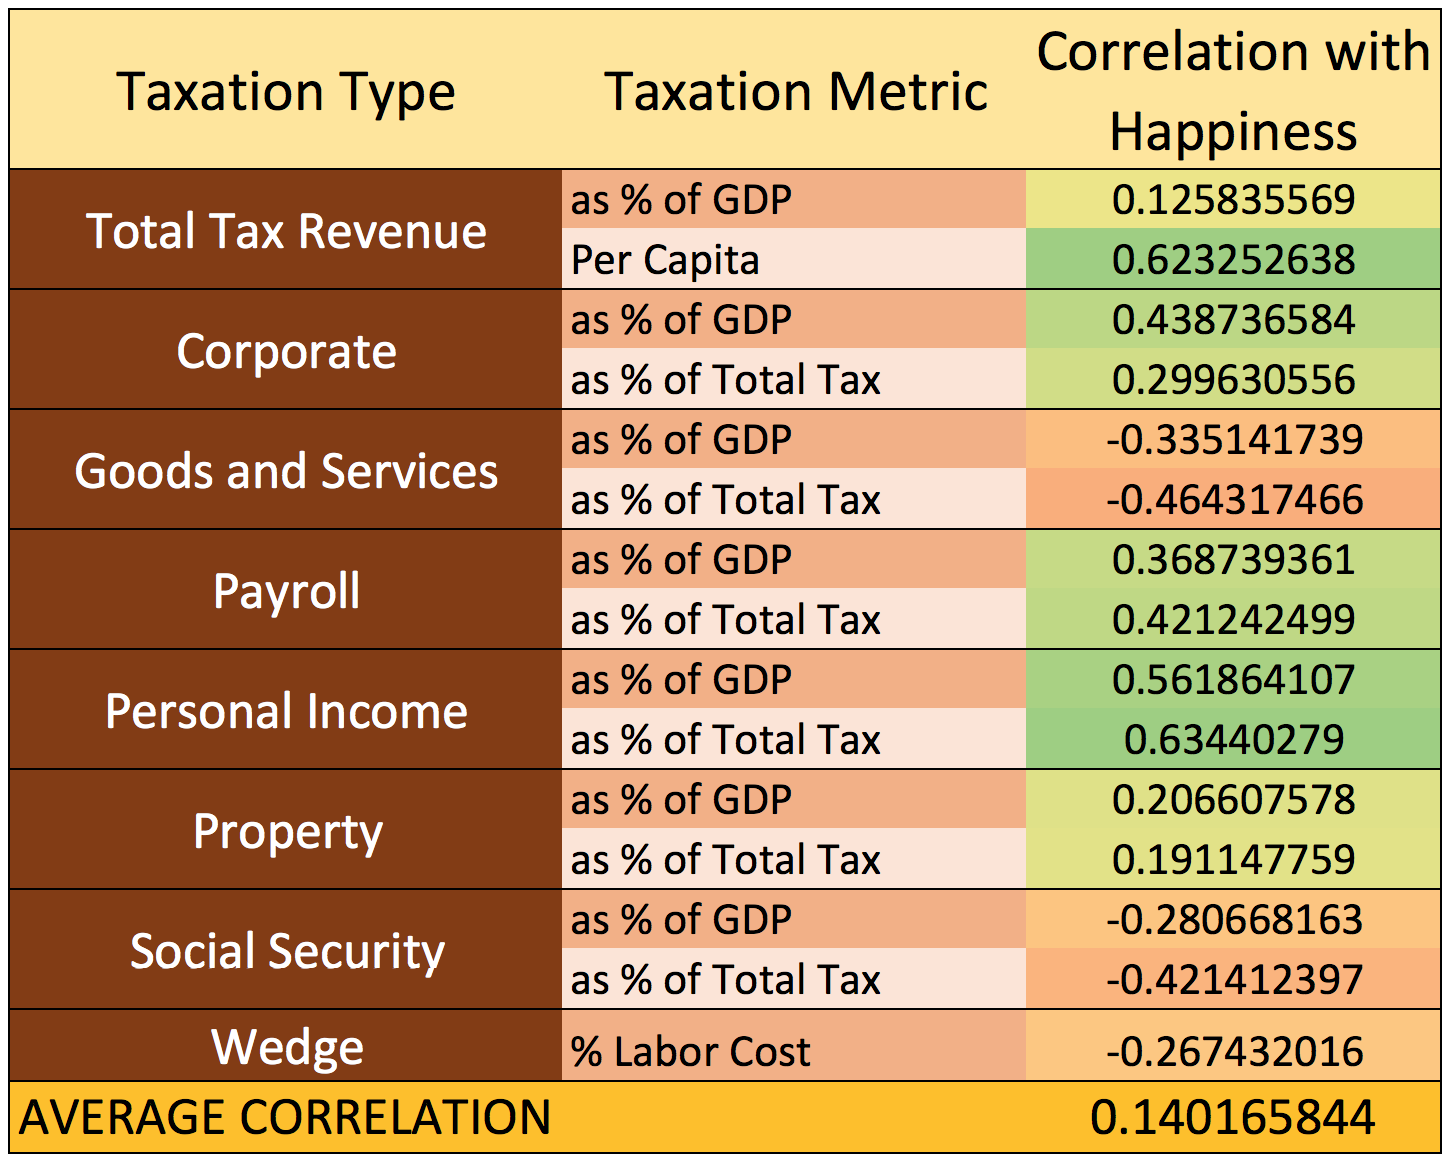 Taxation Type Taxation Metric Correlation with Happiness
Total Tax Revenue as % of GDP 0.125835569
Per Capita 0.623252638
Corporate as % of GDP 0.438736584
as % of Total Tax 0.299630556
Goods and Services as % of GDP -0.335141739
as % of Total Tax -0.464317466
Payroll as % of GDP 0.368739361
as % of Total Tax 0.421242499
Personal Income as % of GDP 0.561864107
as % of Total Tax 0.63440279
Property as % of GDP 0.206607578
as % of Total Tax 0.191147759
Social Security as % of GDP -0.280668163
as % of Total Tax -0.421412397
Wedge % Labor Cost -0.267432016
AVERAGE CORRELATION 0.140165844